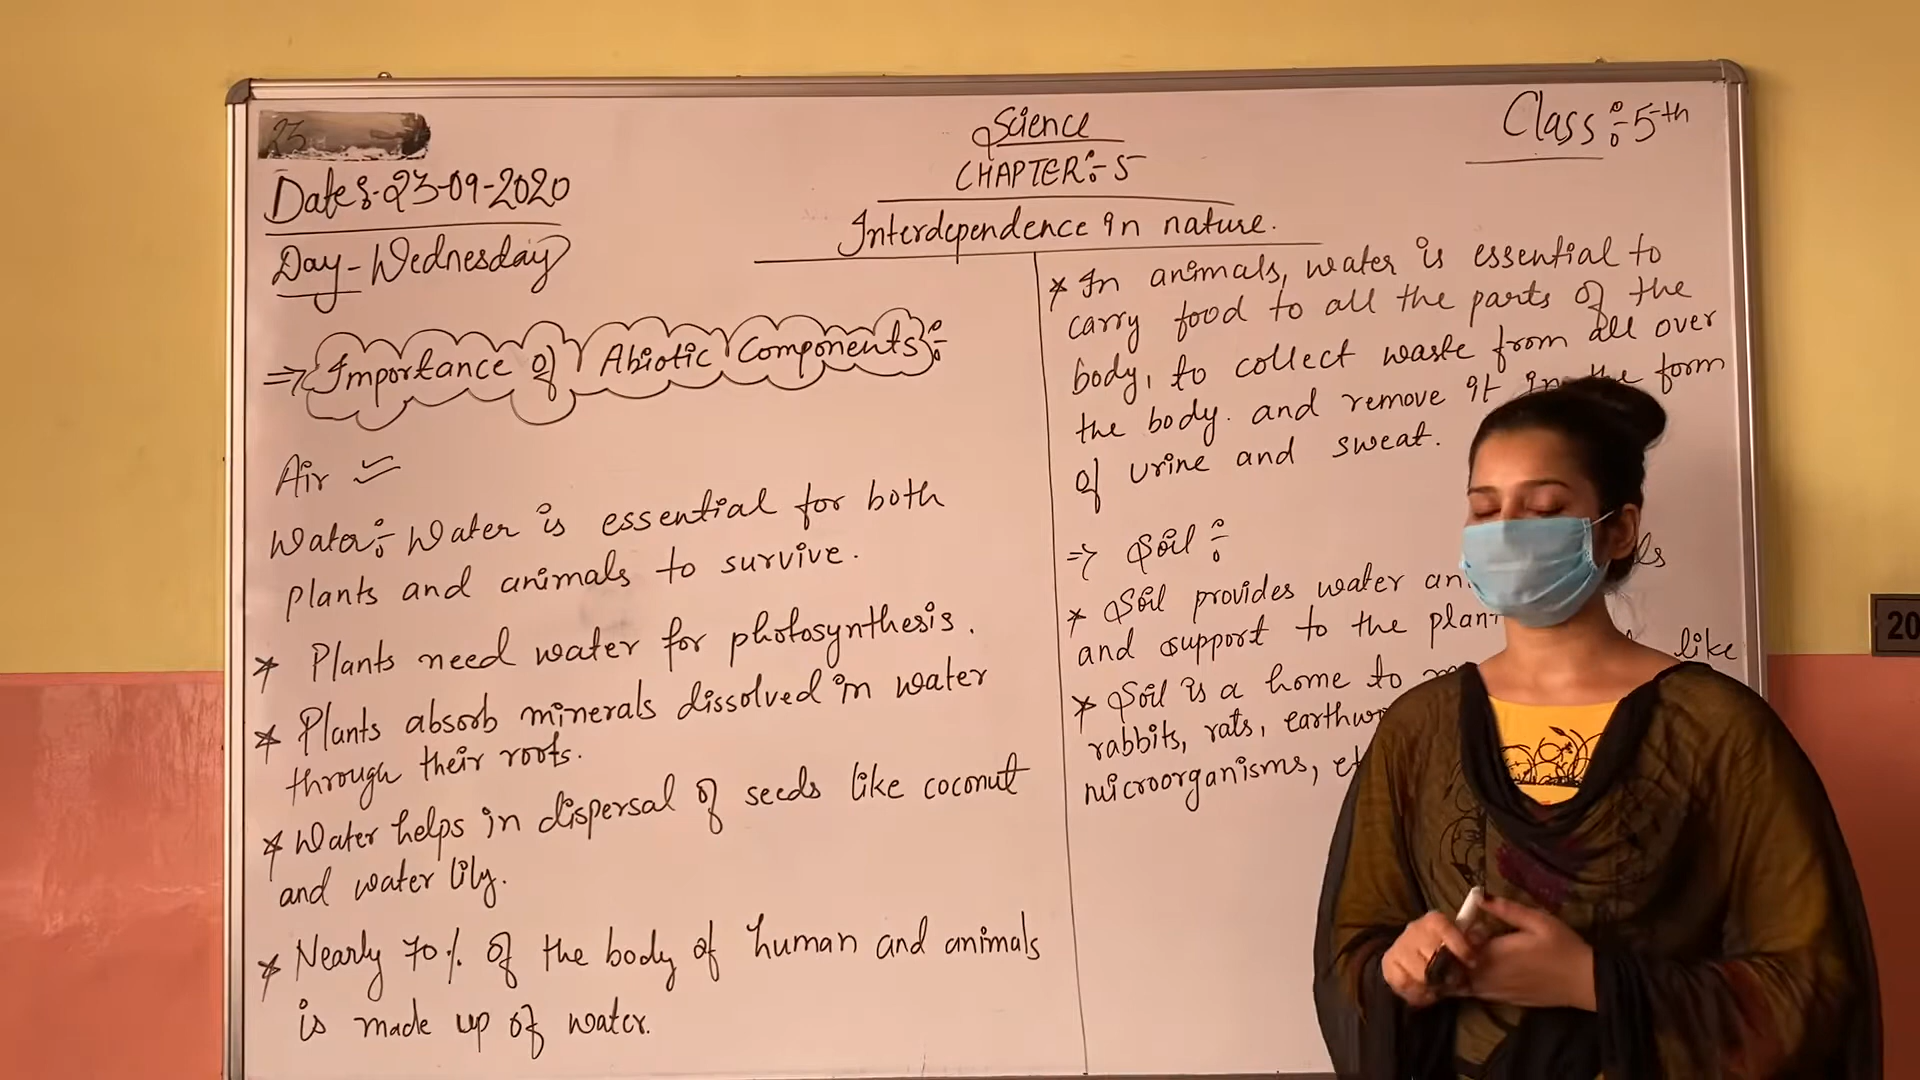 23
Date:-23-09-2020
Day-Wednesday
Science
CHAPTER:-5
Interdependence in nature.
Class:-5th
=> Importance of Abiotic Components:-
Air
Water:- Water is essential for both
plants and animals to survive.
* Plants need water for photosynthesis.
* Plants absorb minerals dissolved in water
through their roots.
* Water helps in dispersal of seeds like coconut
and water lily.
* Nearly 70% of the body of human and animals
is made up of water.
* In animals, water is essential to
carry food to all the parts of the
body, to collect waste from all over
the body. and remove it in the form
of urine and sweat.
=> Soil:-
* Soil provides water
and support to the
* Soil is a home to like
rabbits, rats,
microorganisms,
20